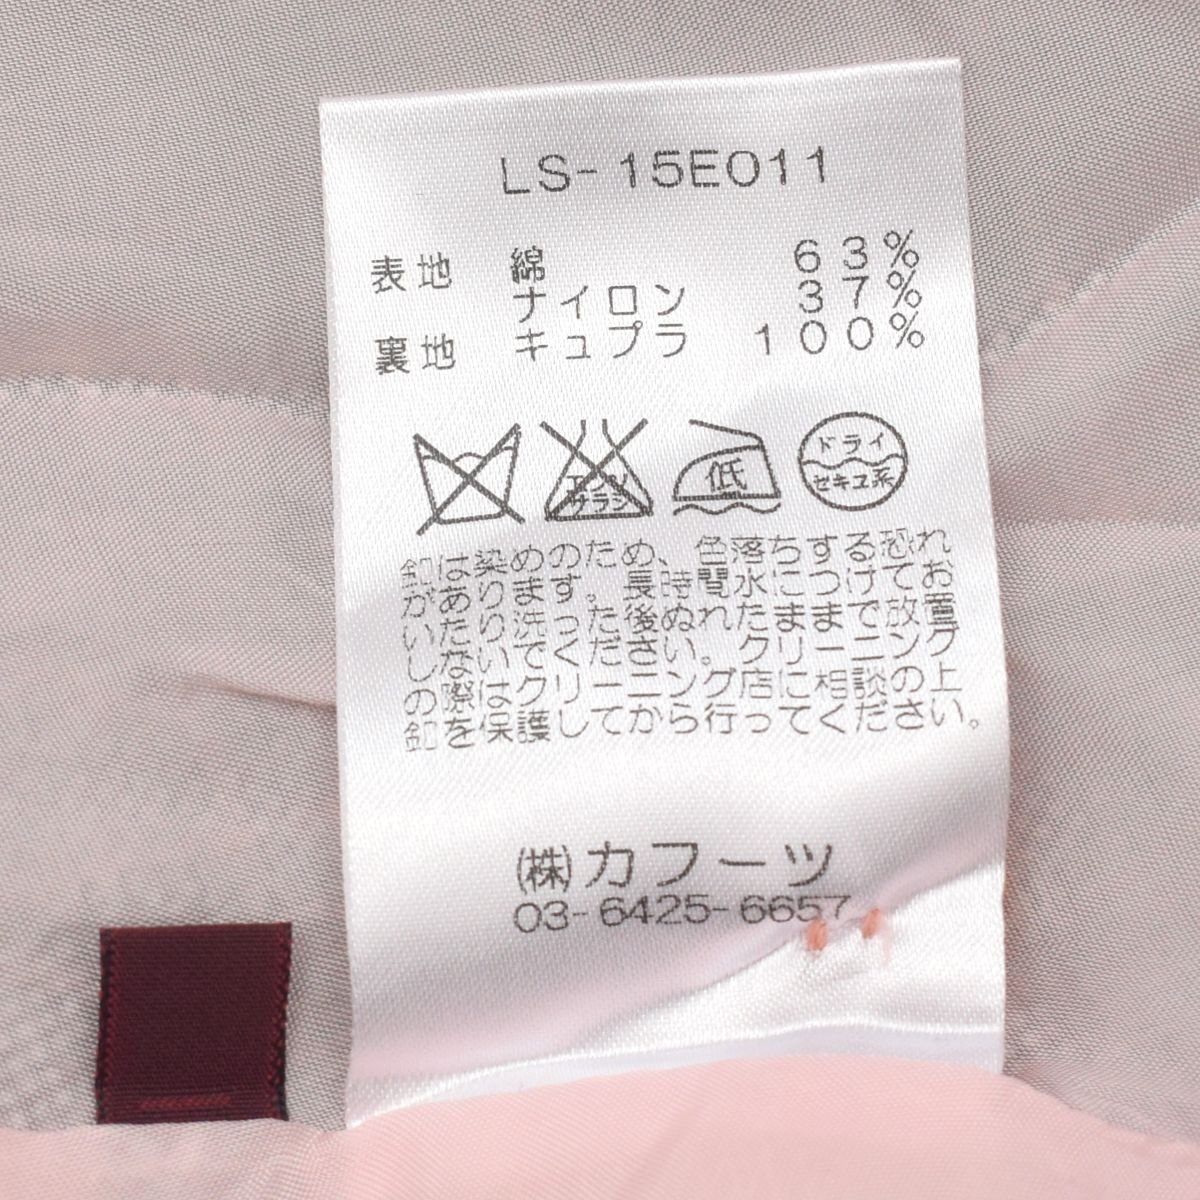 LS-15E011
表地 綿 63%
ナイロン 37%
裏地 キュプラ 100%
エンソ
サラシ
低
ドライ
セキユ系
釦は染めのため、色落ちする恐れ
があります。長時間水につけてお
いたり洗った後ぬれたままで放置
しないでください。クリーニング
の際はクリーニング店に相談の上
釦を保護してから行ってください。
(株)カフーツ
03-6425-6657